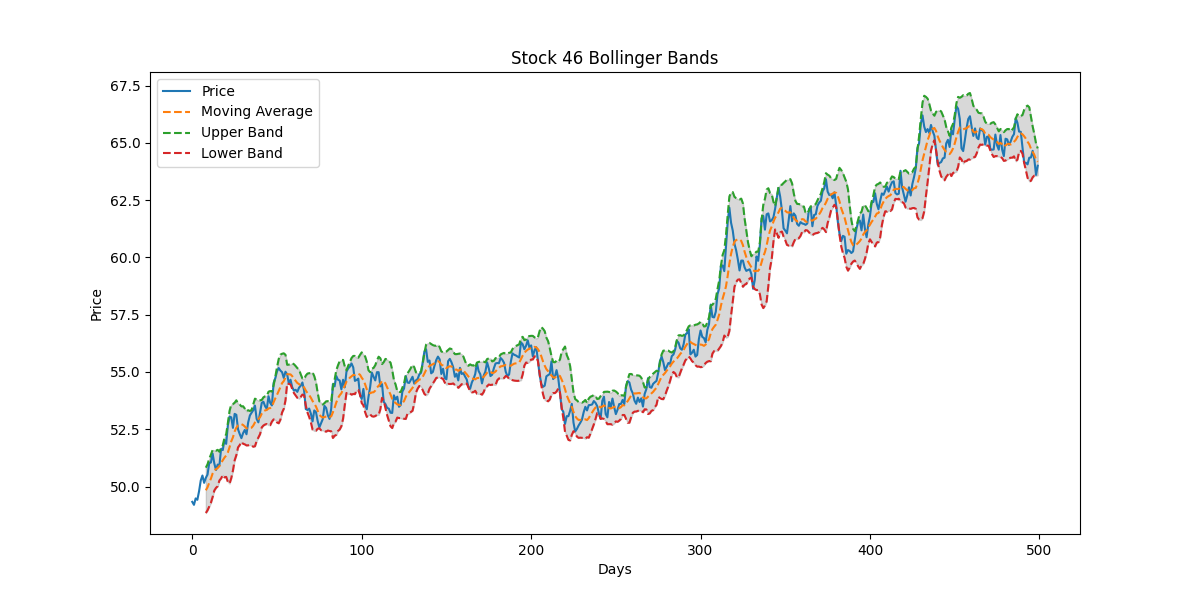 Stock 46 Bollinger Bands
Price
Moving Average
Upper Band
Lower Band
67.5
65.0
62.5
60.0
57.5
55.0
52.5
50.0
Price
0
100
200
300
400
500
Days